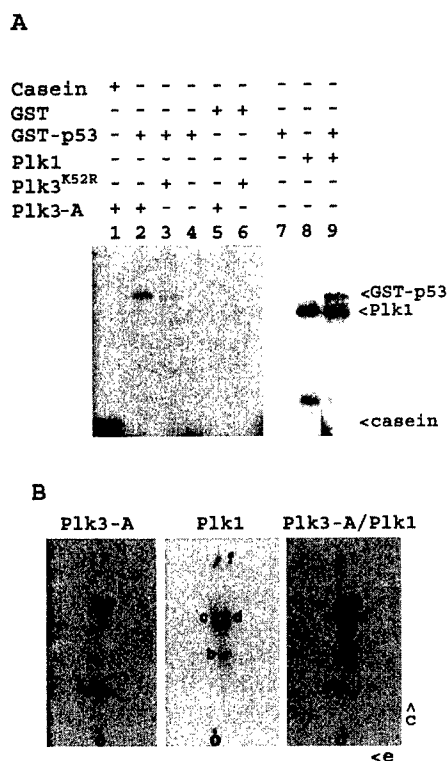 A
Casein + - - - - - - - -
GST - - - - + + - - -
GST-p53 - + + + - - + - +
Plk1 - - - - - - - + +
Plk3K52R - - + - - + - - -
Plk3-A + + - - + - - - -
1 2 3 4 5 6 7 8 9
<GST-p53
<Plk1
<casein
B
Plk3-A Plk1 Plk3-A/Plk1
f
c d
b
^
c
<e